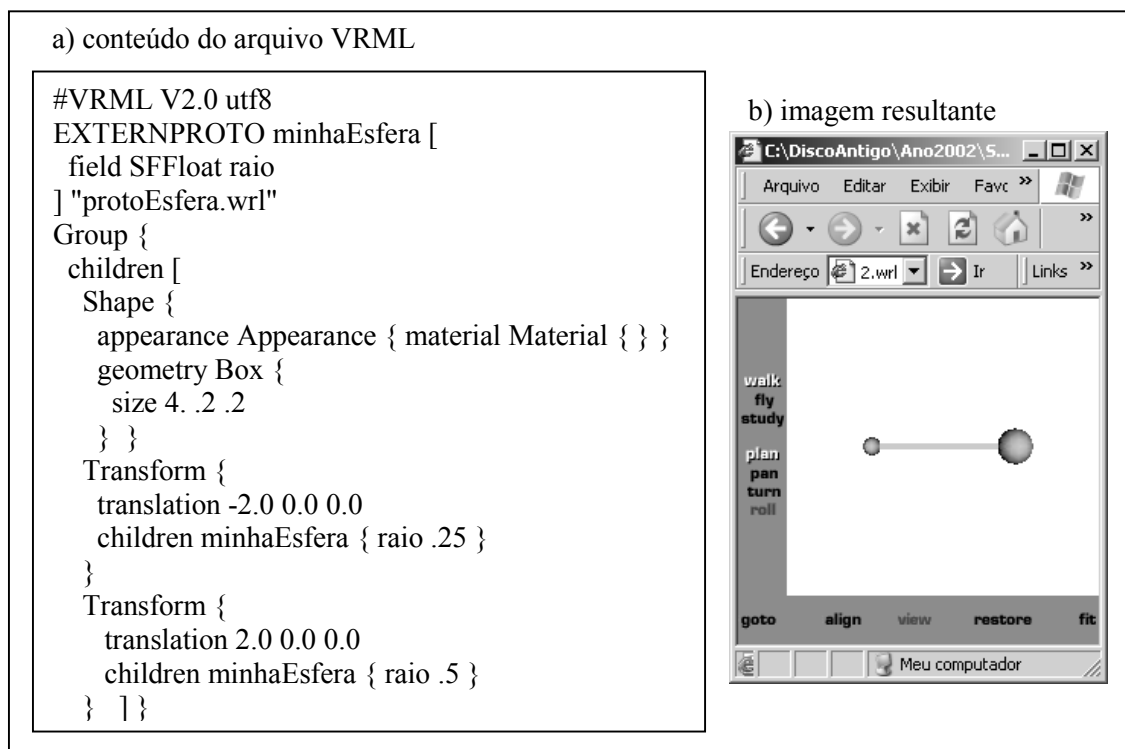 a) conteúdo do arquivo VRML
#VRML V2.0 utf8
EXTERNPROTO minhaEsfera [
field SFFloat raio
] "protoEsfera.wrl"
Group {
children [
Shape {
appearance Appearance { material Material { } }
geometry Box {
size 4. .2 .2
} }
Transform {
translation -2.0 0.0 0.0
children minhaEsfera { raio .25 }
}
Transform {
translation 2.0 0.0 0.0
children minhaEsfera { raio .5 }
} ] }
b) imagem resultante
C:\DiscoAntigo\Ano2002\S...
Arquivo Editar Exibir Favc »
»
Endereço 2.wrl Ir Links »
walk
fly
study
plan
pan
turn
roll
goto align view restore fit
Meu computador